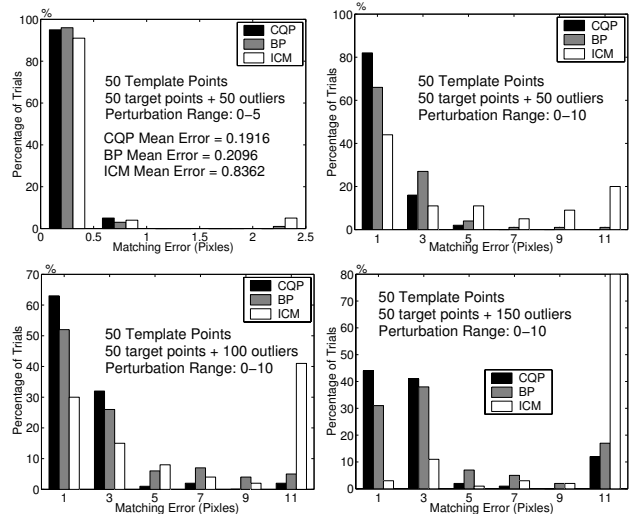 %
100
80
60
40
20
0
Percentage of Trials
0 0.5 1 1.5 2 2.5
Matching Error (Pixles)
CQP
BP
ICM
50 Template Points
50 target points + 50 outliers
Perturbation Range: 0−5
CQP Mean Error = 0.1916
BP Mean Error = 0.2096
ICM Mean Error = 0.8362
%
100
80
60
40
20
0
Percentage of Trials
1 3 5 7 9 11
Matching Error (Pixles)
CQP
BP
ICM
50 Template Points
50 target points + 50 outliers
Perturbation Range: 0−10
%
70
60
50
40
30
20
10
0
Percentage of Trials
1 3 5 7 9 11
Matching Error (Pixles)
CQP
BP
ICM
50 Template Points
50 target points + 100 outliers
Perturbation Range: 0−10
%
80
70
60
50
40
30
20
10
0
Percentage of Trials
1 3 5 7 9 11
Matching Error (Pixles)
50 Template Points
50 target points + 150 outliers
Perturbation Range: 0−10
CQP
BP
ICM